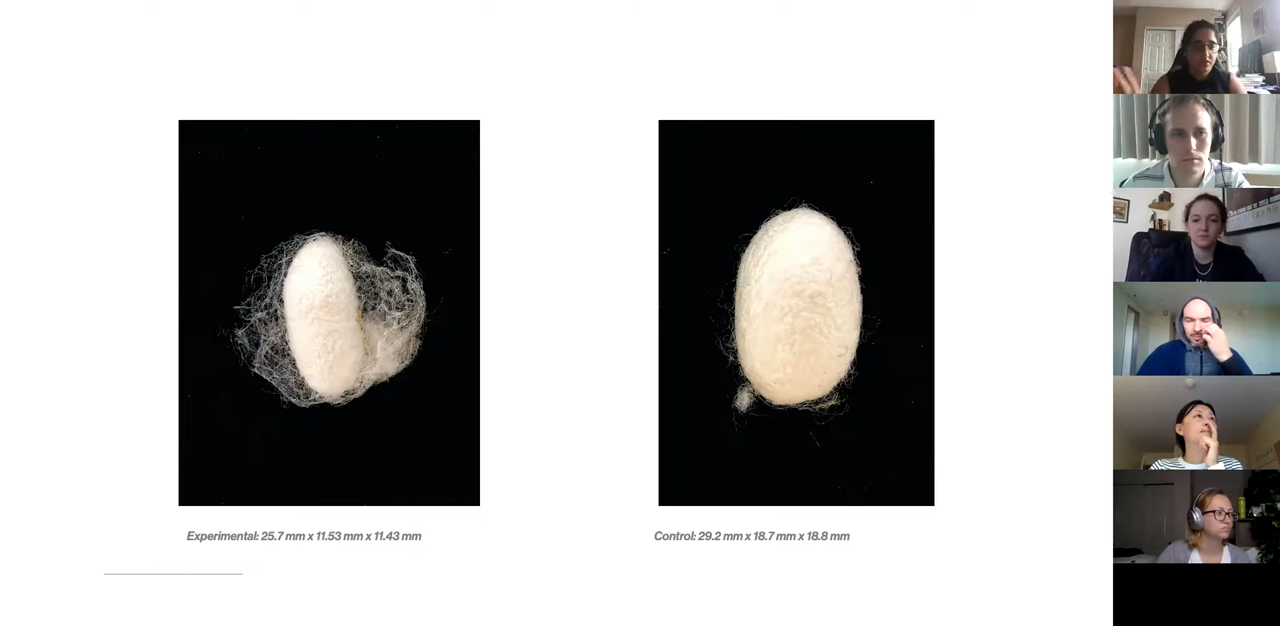 Experimental: 25.7 mm x 11.53 mm x 11.43 mm
Control: 29.2 mm x 18.7 mm x 18.8 mm